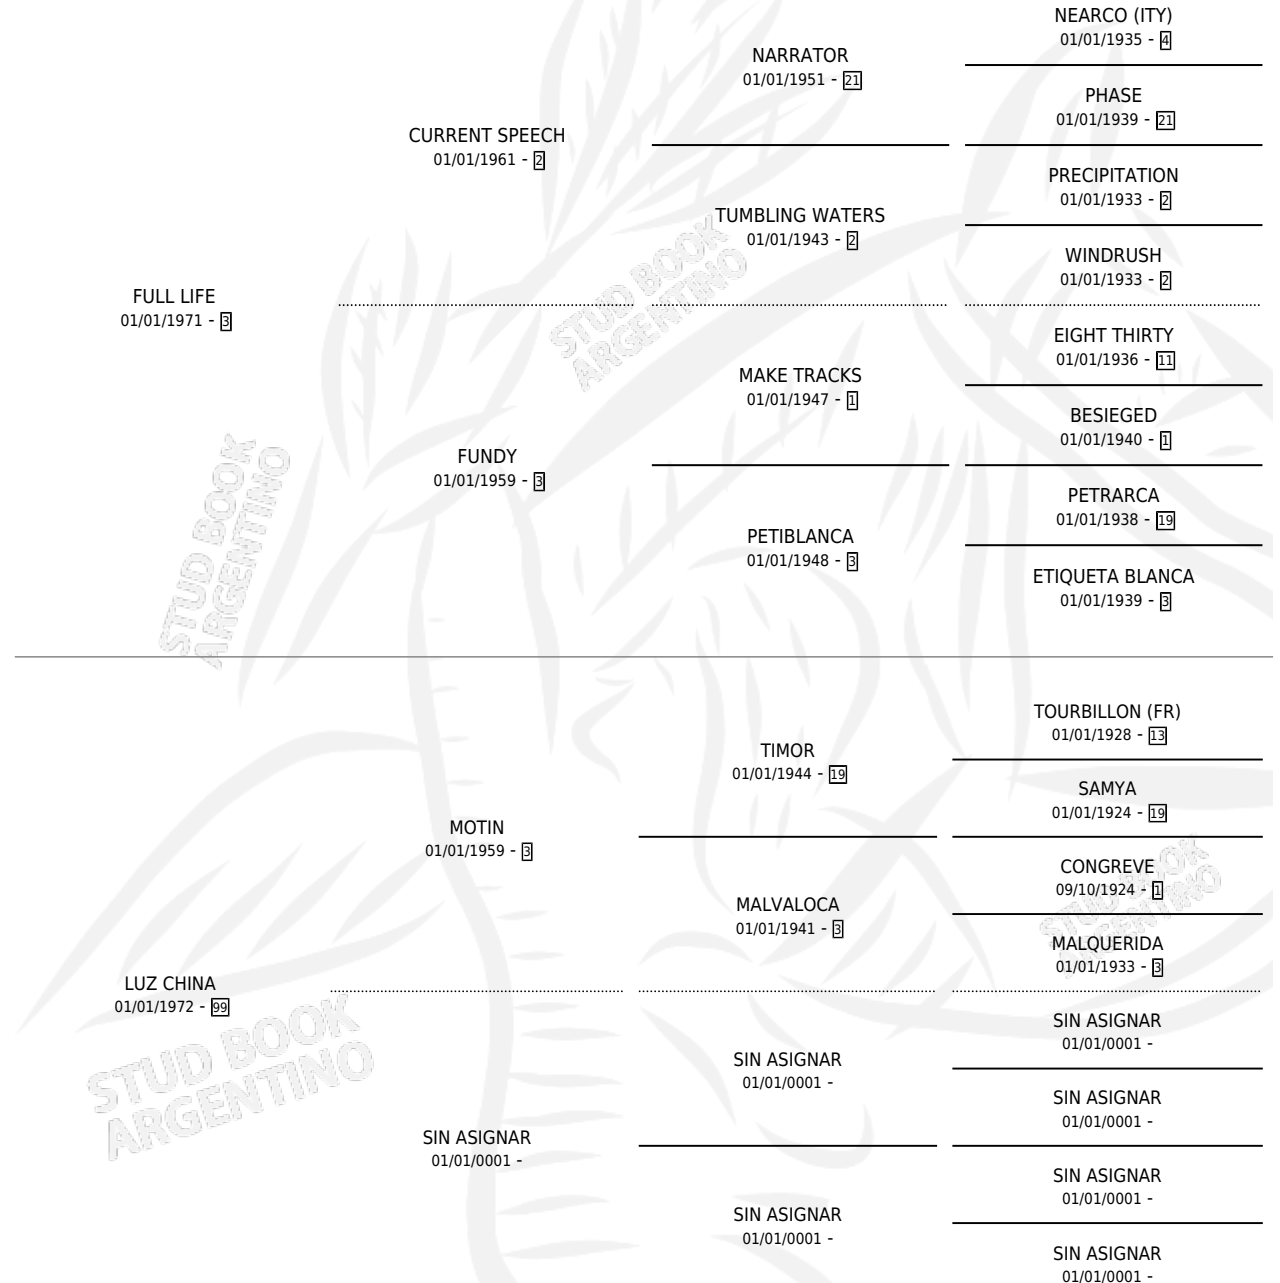 NEARCO (ITY)
01/01/1935 - 4
NARRATOR
01/01/1951 - 21
PHASE
01/01/1939 - 21
CURRENT SPEECH
01/01/1961 - 2
PRECIPITATION
01/01/1933 - 2
TUMBLING WATERS
01/01/1943 - 2
WINDRUSH
01/01/1933 - 2
STUD BOOK
ARGENTINO
FULL LIFE
01/01/1971 - 3
EIGHT THIRTY
01/01/1936 - 11
MAKE TRACKS
01/01/1947 - 1
BESIEGED
01/01/1940 - 1
FUNDY
01/01/1959 - 3
PETRARCA
01/01/1938 - 19
PETIBLANCA
01/01/1948 - 3
ETIQUETA BLANCA
01/01/1939 - 3
STUD BOOK
ARGENTINO
TOURBILLON (FR)
01/01/1928 - 13
TIMOR
01/01/1944 - 19
SAMYA
01/01/1924 - 19
MOTIN
01/01/1959 - 3
CONGREVE
09/10/1924 - 1
MALVALOCA
01/01/1941 - 3
MALQUERIDA
01/01/1933 - 3
STUD BOOK
ARGENTINO
LUZ CHINA
01/01/1972 - 99
SIN ASIGNAR
01/01/0001 -
SIN ASIGNAR
01/01/0001 -
SIN ASIGNAR
01/01/0001 -
STUD BOOK
ARGENTINO
SIN ASIGNAR
01/01/0001 -
SIN ASIGNAR
01/01/0001 -
SIN ASIGNAR
01/01/0001 -
SIN ASIGNAR
01/01/0001 -